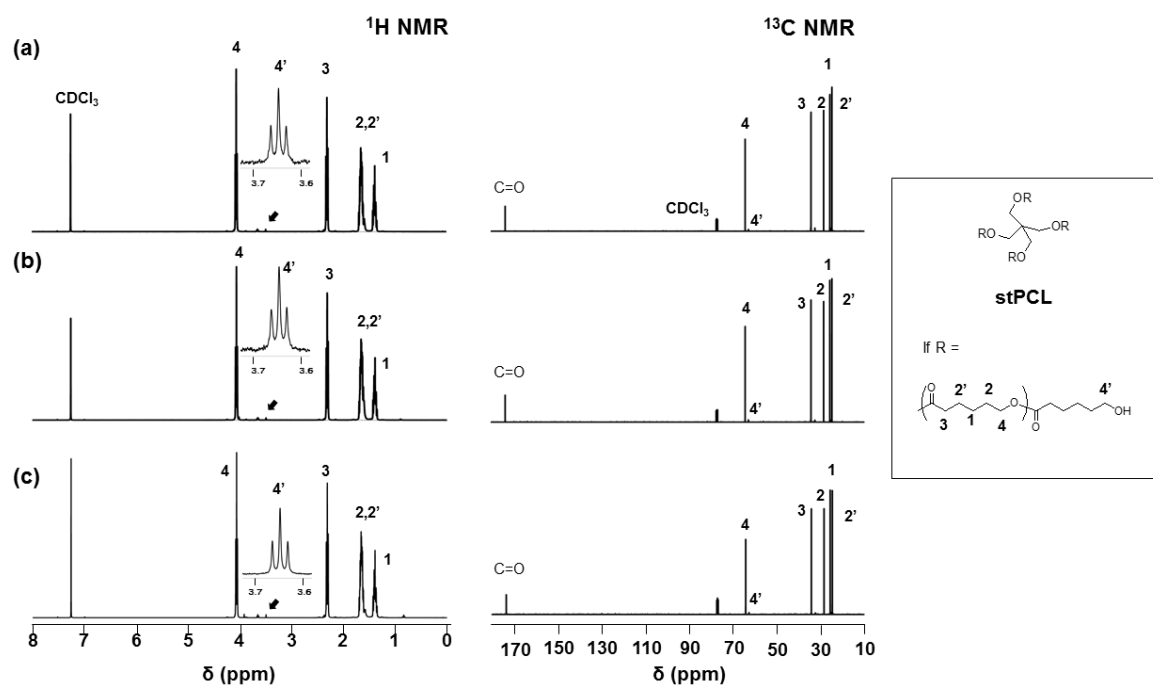 ¹H NMR
¹³C NMR
(a)
CDCl₃
4
4'
3.7 3.6
3
2,2'
1
C=O
CDCl₃
4
4'
3
2
1
2'
(b)
4
4'
3.7 3.6
3
2,2'
1
C=O
4
4'
3
2
1
2'
(c)
4
4'
3.7 3.6
3
2,2'
1
C=O
4
4'
3
2
1
2'
8 7 6 5 4 3 2 1 0
δ (ppm)
170 150 130 110 90 70 50 30 10
δ (ppm)
OR
RO
OR
RO
stPCL
If R =
O
2'
2
4'
O
OH
3
1
4
O